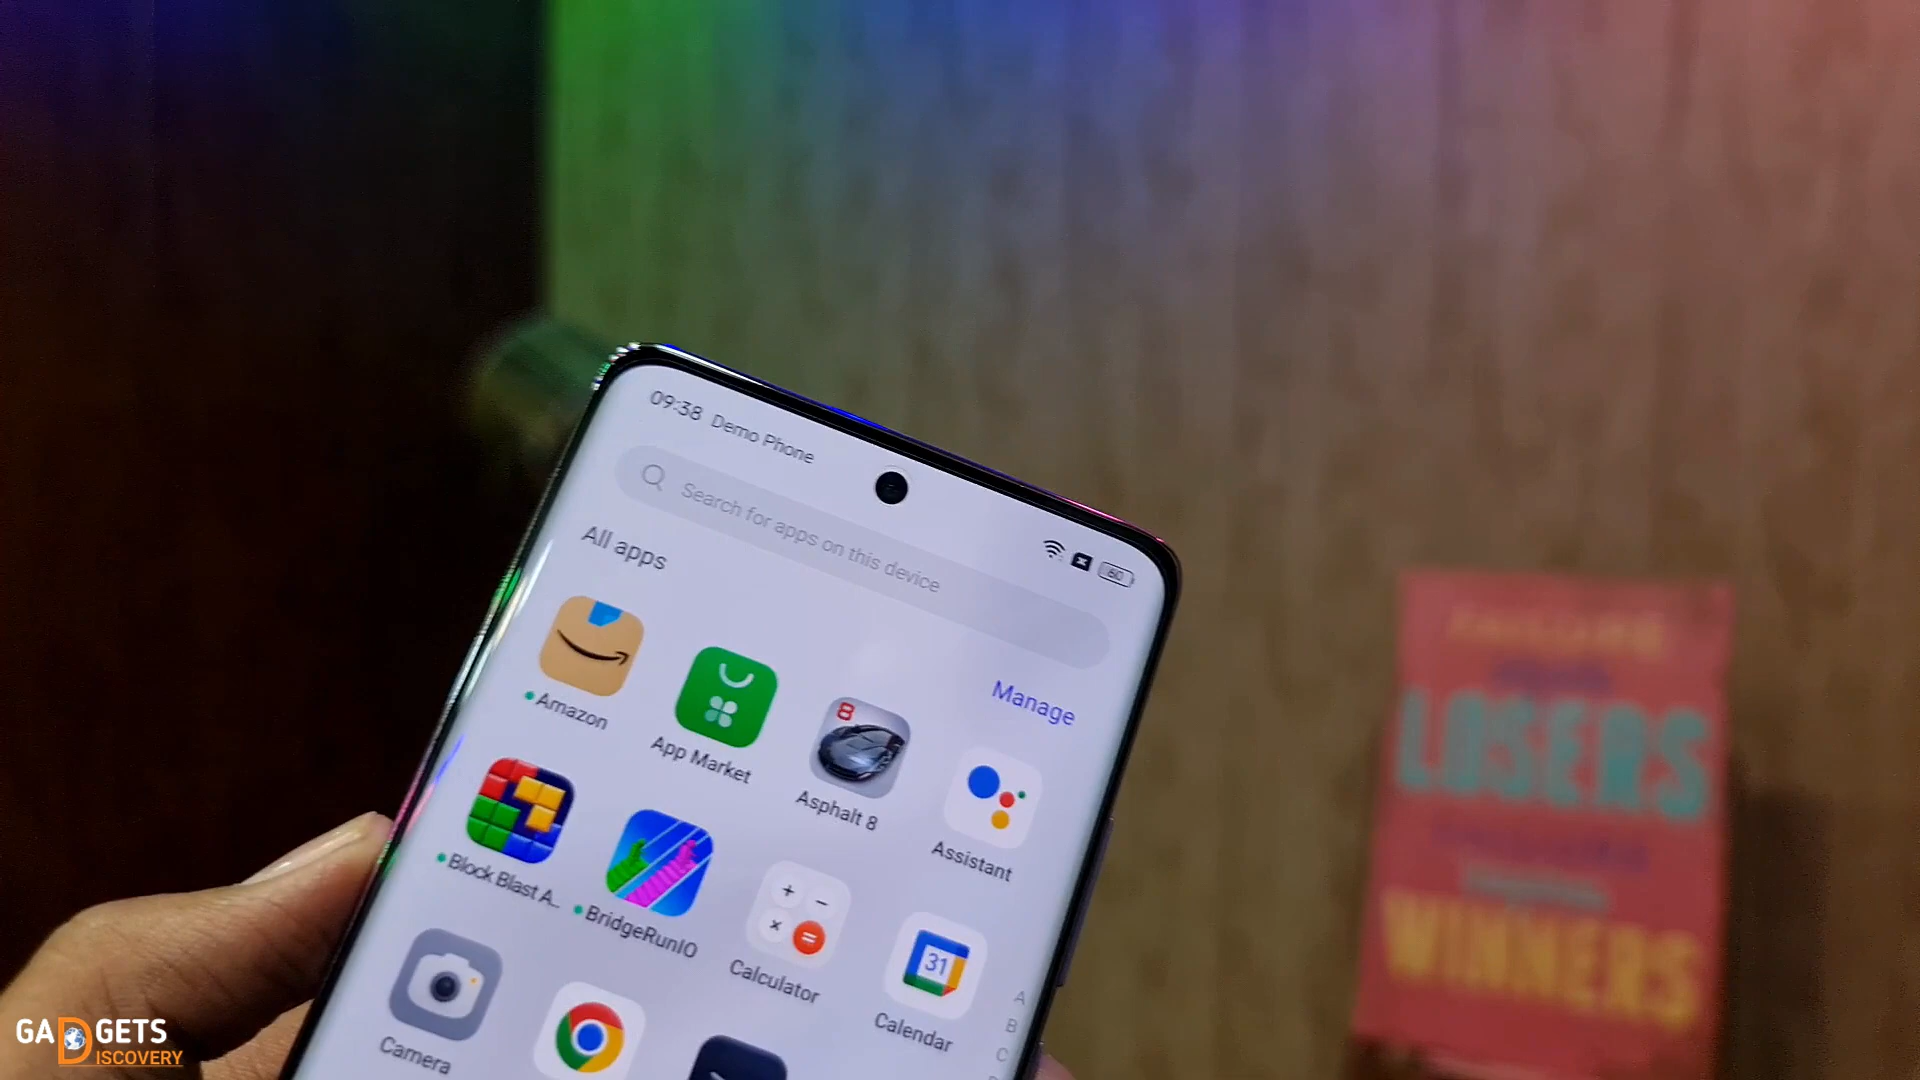 09:38 Demo Phone
60
Search for apps on this device
All apps
Manage
Amazon
App Market
8
Asphalt 8
Assistant
Block Blast A...
BridgeRunIO
Calculator
31
Calendar
Camera
A
B
C
LOSERS
WINNERS
GADGETS
DISCOVERY